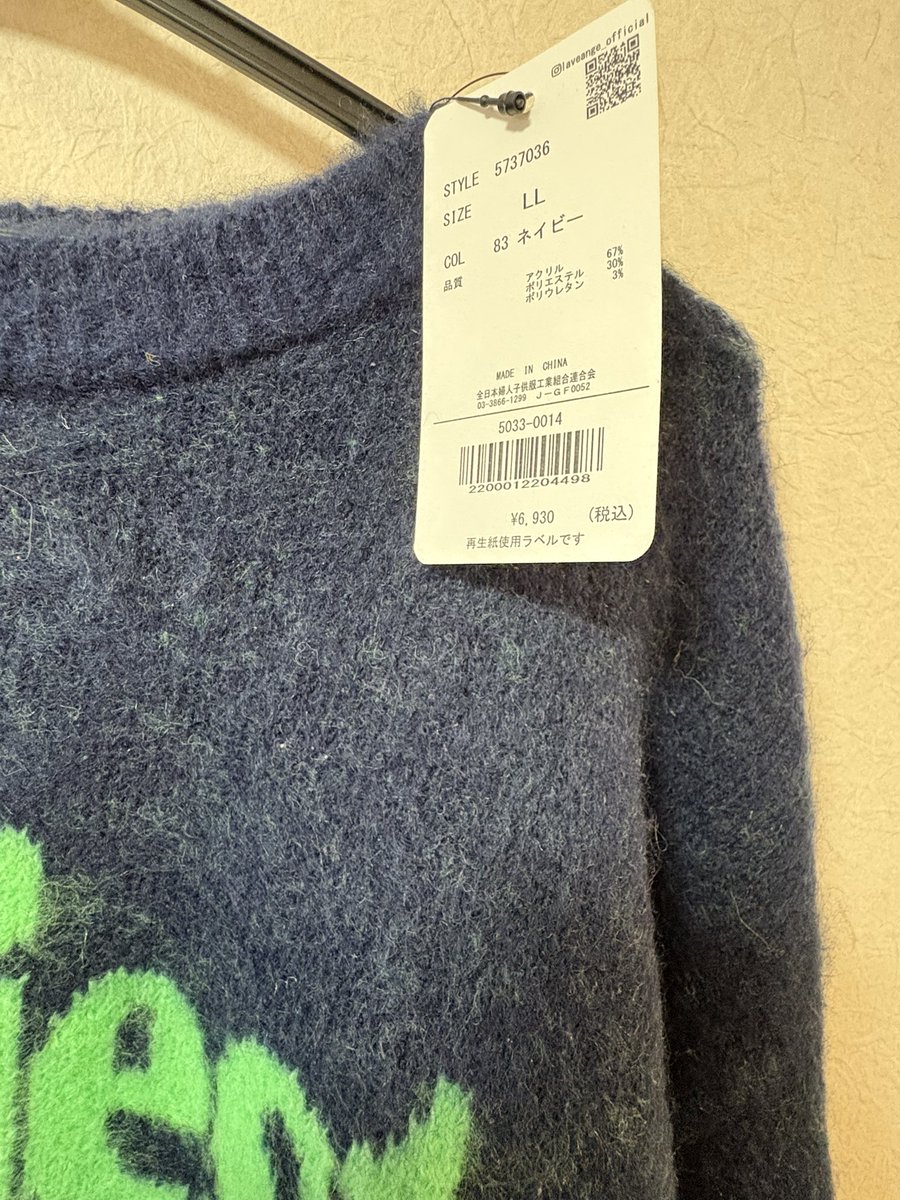 laveange_official
STYLE 5737036
SIZE LL
COL 83 ネイビー
品質 アクリル 67%
ポリエステル 30%
ポリウレタン 3%
MADE IN CHINA
全日本婦人子供服工業組合連合会
03-3866-1299 J-GF0052
5033-0014
2200012204498
¥6,930 (税込)
再生紙使用ラベルです